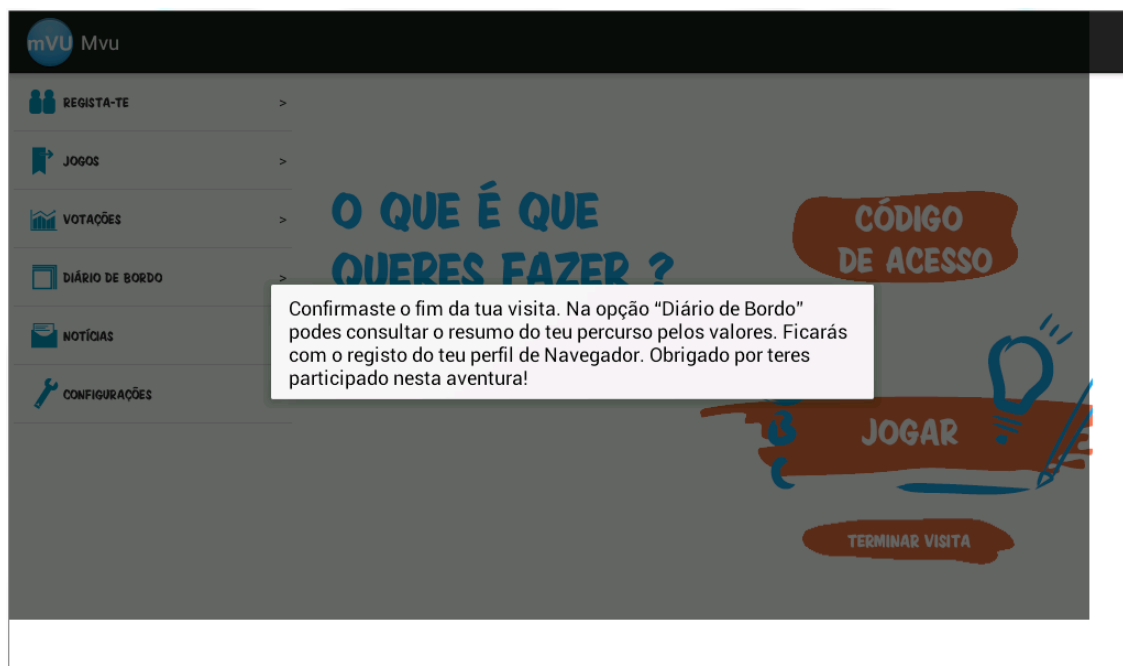 mVU Mvu
REGISTA-TE >
JOGOS >
VOTAÇÕES >
DIÁRIO DE BORDO >
NOTÍCIAS
CONFIGURAÇÕES
O QUE É QUE
QUERES FAZER ?
CÓDIGO
DE ACESSO
Confirmaste o fim da tua visita. Na opção “Diário de Bordo”
podes consultar o resumo do teu percurso pelos valores. Ficarás
com o registo do teu perfil de Navegador. Obrigado por teres
participado nesta aventura!
B
C
JOGAR
TERMINAR VISITA